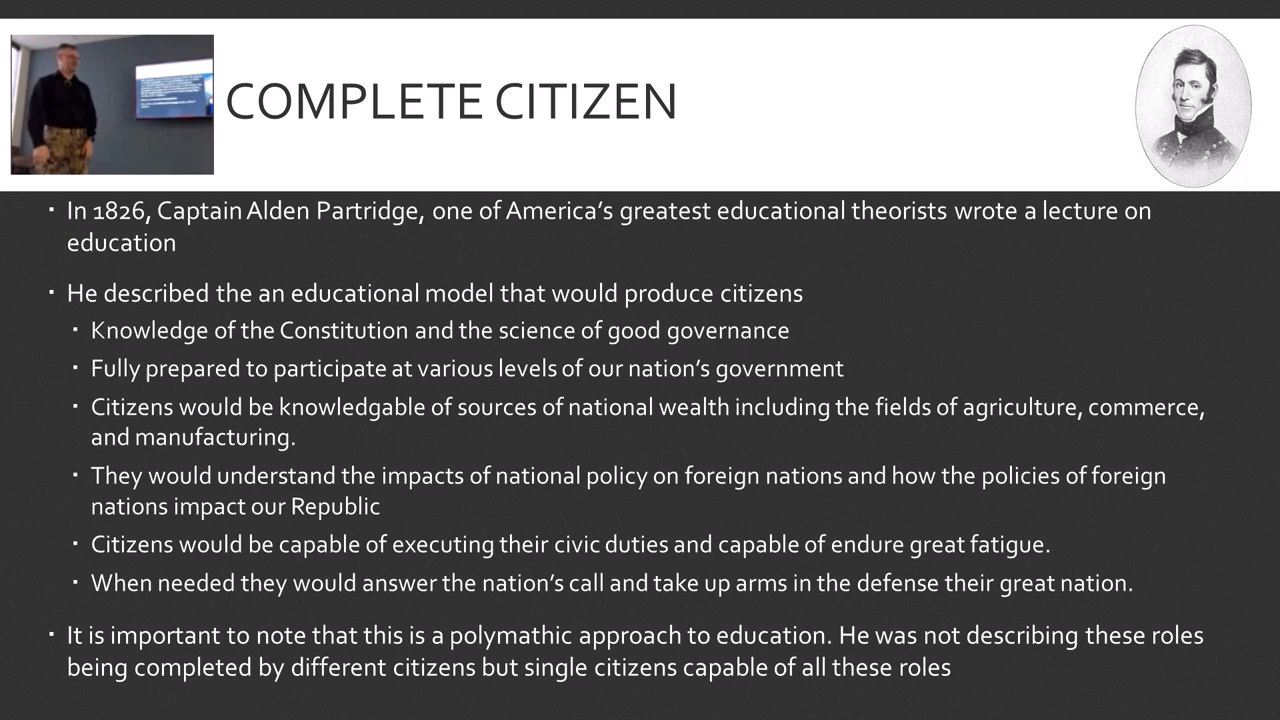 COMPLETE CITIZEN
▪ In 1826, Captain Alden Partridge, one of America’s greatest educational theorists wrote a lecture on
education
▪ He described the an educational model that would produce citizens
▪ Knowledge of the Constitution and the science of good governance
▪ Fully prepared to participate at various levels of our nation’s government
▪ Citizens would be knowledgable of sources of national wealth including the fields of agriculture, commerce,
and manufacturing.
▪ They would understand the impacts of national policy on foreign nations and how the policies of foreign
nations impact our Republic
▪ Citizens would be capable of executing their civic duties and capable of endure great fatigue.
▪ When needed they would answer the nation’s call and take up arms in the defense their great nation.
▪ It is important to note that this is a polymathic approach to education. He was not describing these roles
being completed by different citizens but single citizens capable of all these roles